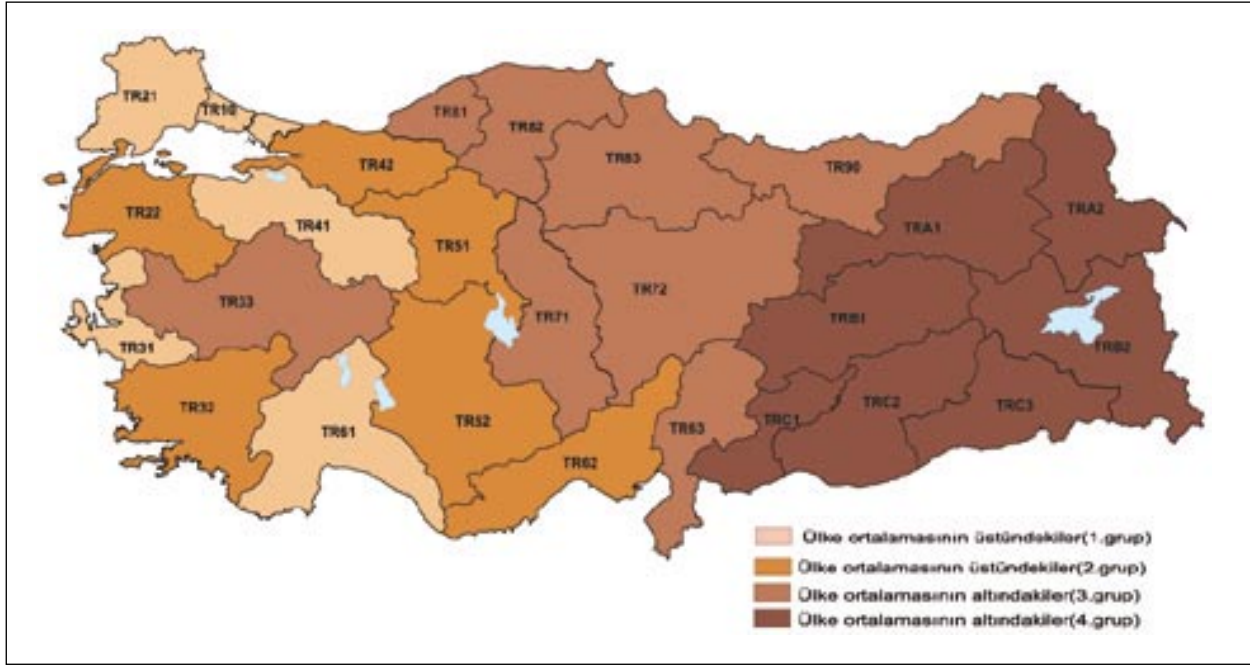 TR21
TR10
TR81
TR82
TR42
TR83
TR90
TR22
TRA2
TR41
TRA1
TR51
TR33
TR72
TR71
TRB1
TRB2
TR31
TRC2
TRC3
TR32
TRC1
TR52
TR63
TR61
TR62
Ülke ortalamasının üstündekiler(1.grup)
Ülke ortalamasının üstündekiler(2.grup)
Ülke ortalamasının altındakiler(3.grup)
Ülke ortalamasının altındakiler(4.grup)